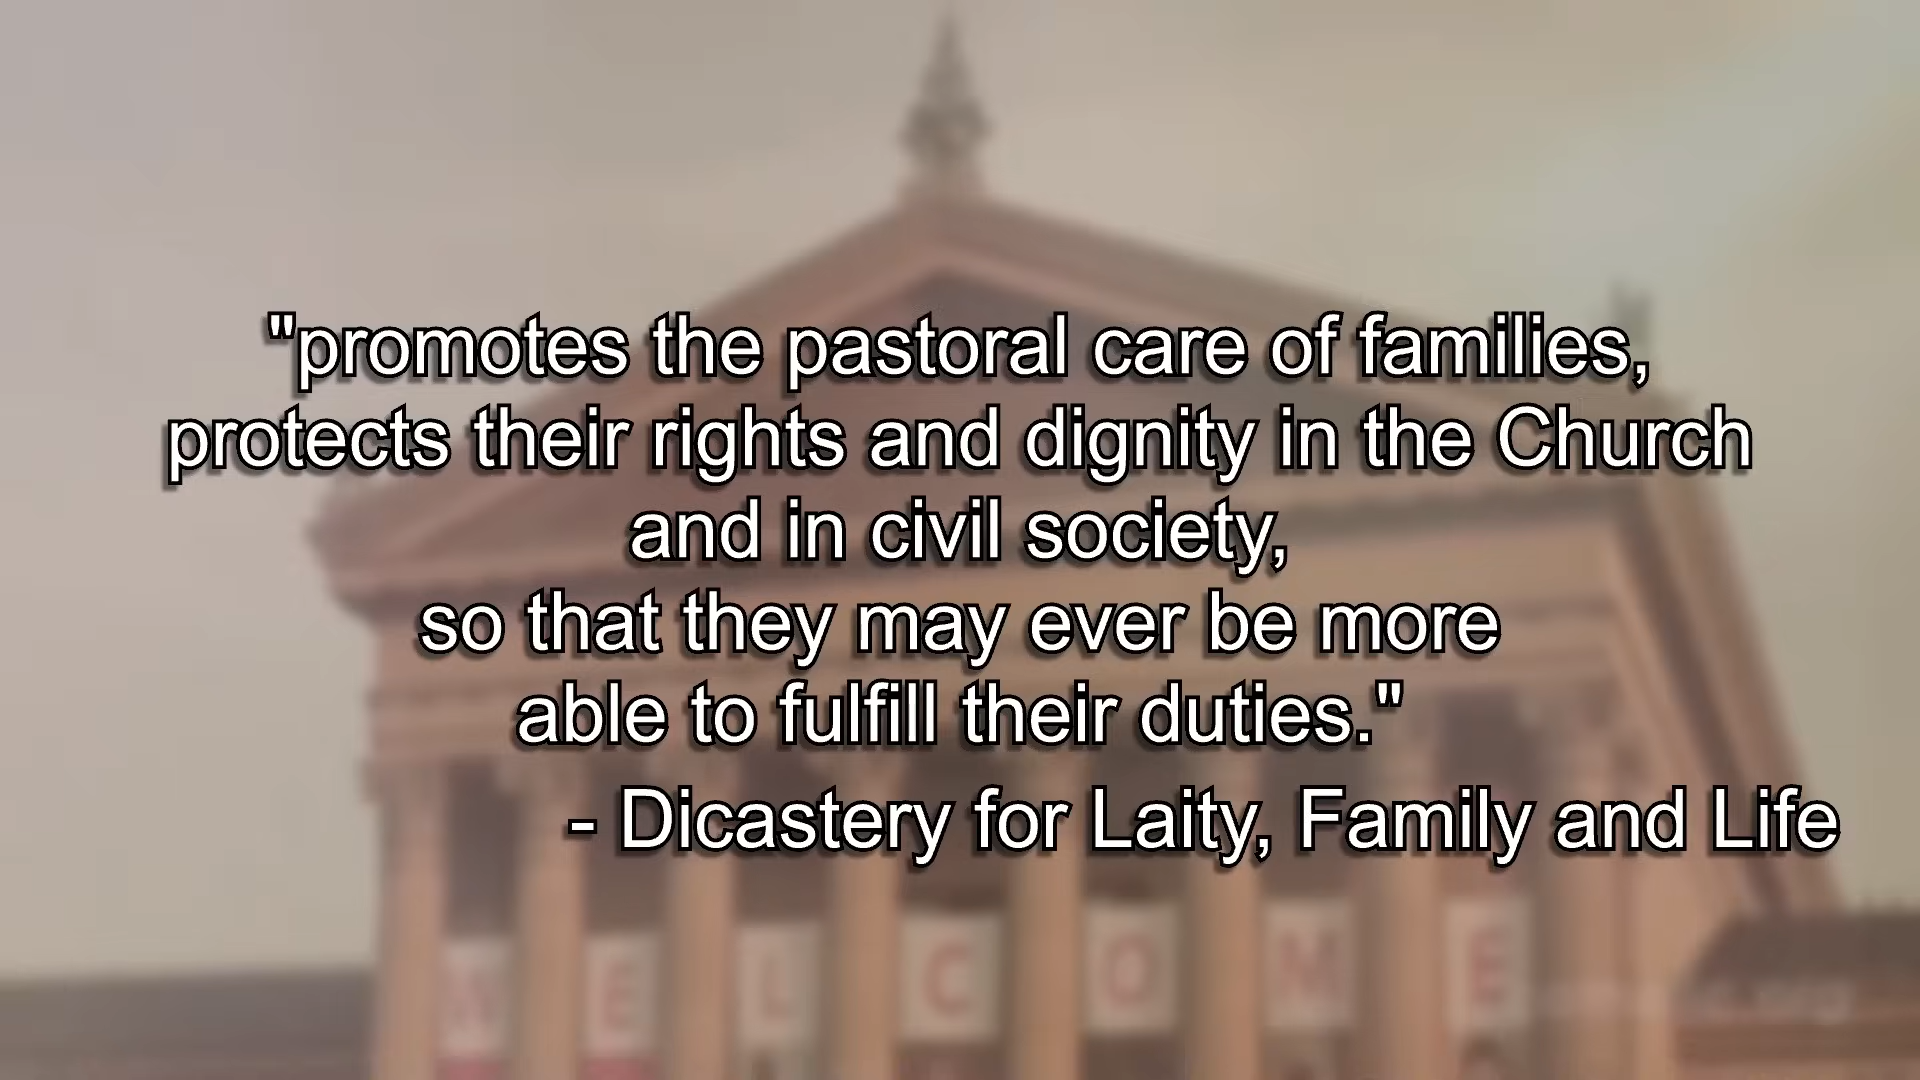 "promotes the pastoral care of families,
protects their rights and dignity in the Church
and in civil society,
so that they may ever be more
able to fulfill their duties."
- Dicastery for Laity, Family and Life
W E L C O M E